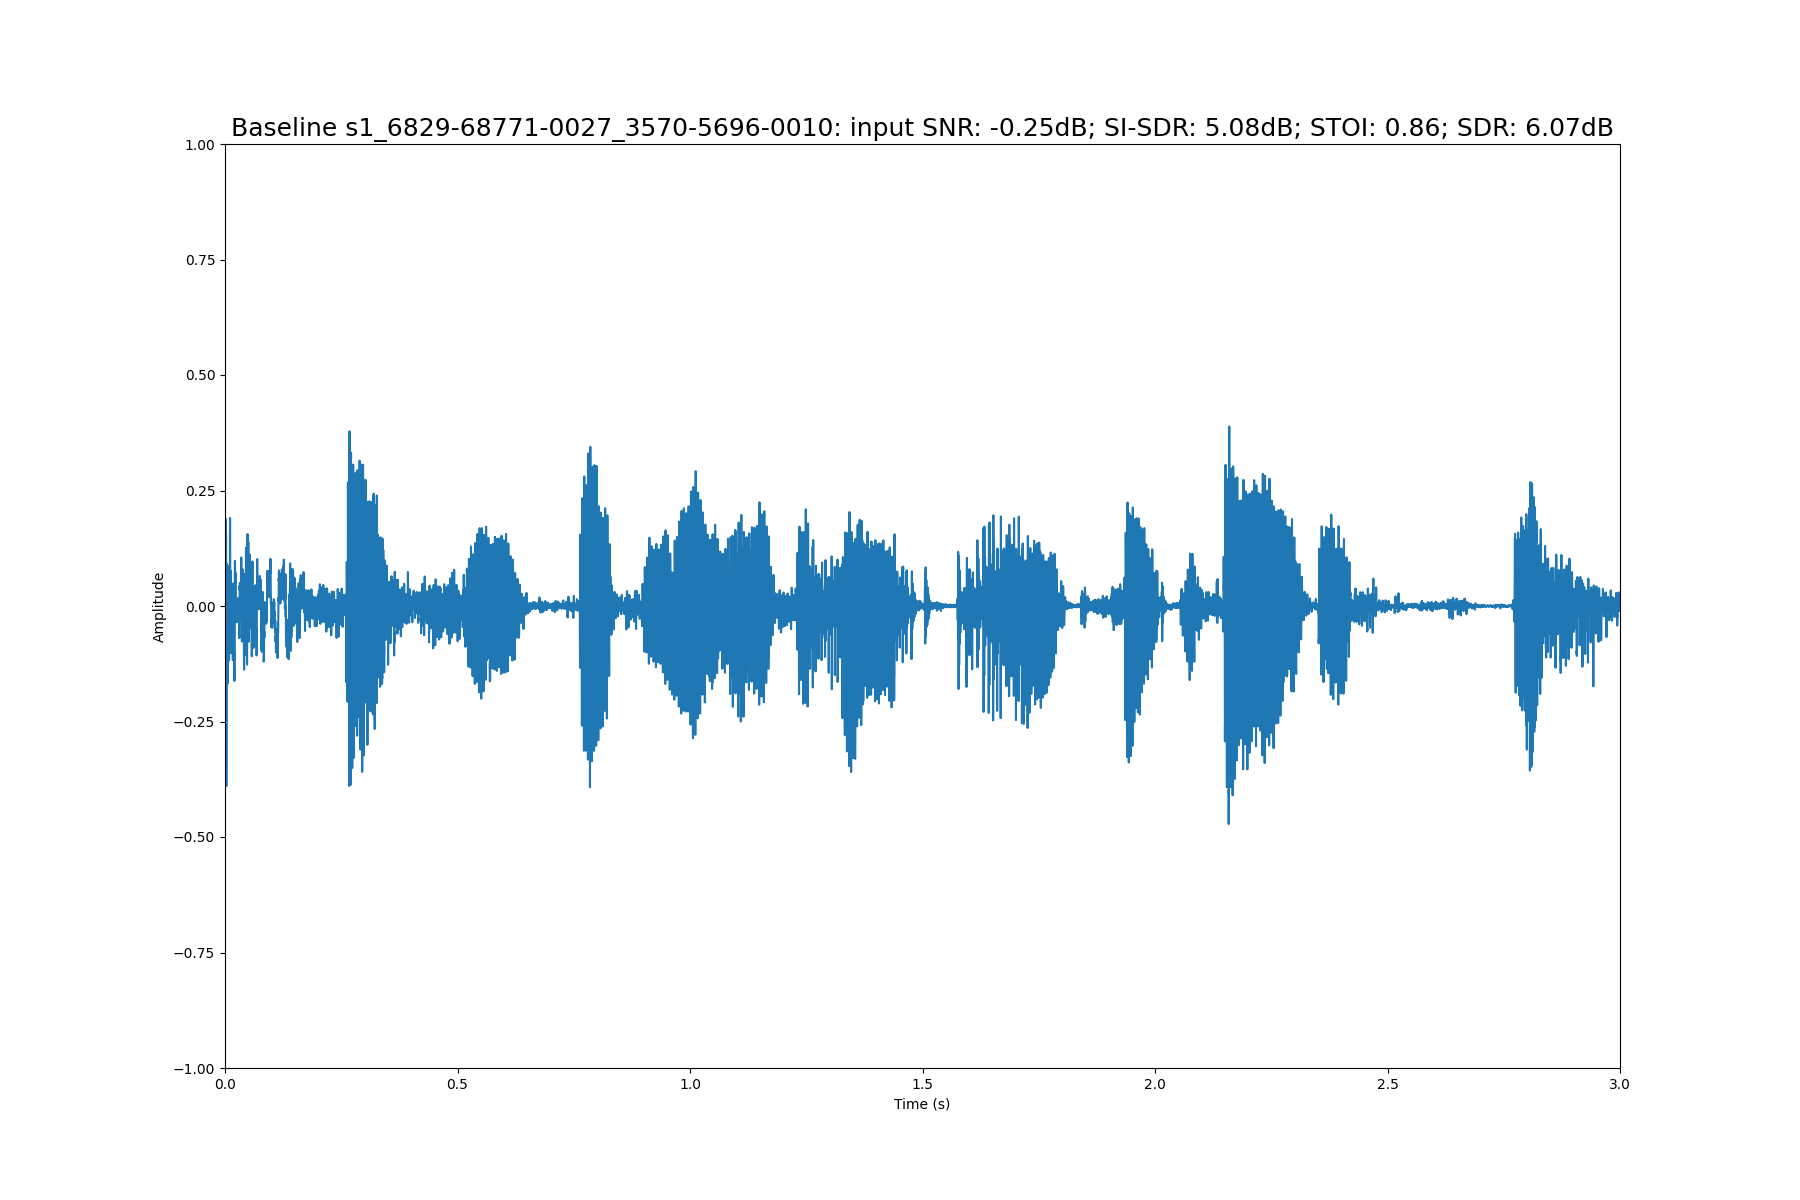 Baseline s1_6829-68771-0027_3570-5696-0010: input SNR: -0.25dB; SI-SDR: 5.08dB; STOI: 0.86; SDR: 6.07dB
1.00
0.75
0.50
0.25
0.00
−0.25
−0.50
−0.75
−1.00
Amplitude
0.0 0.5 1.0 1.5 2.0 2.5 3.0
Time (s)